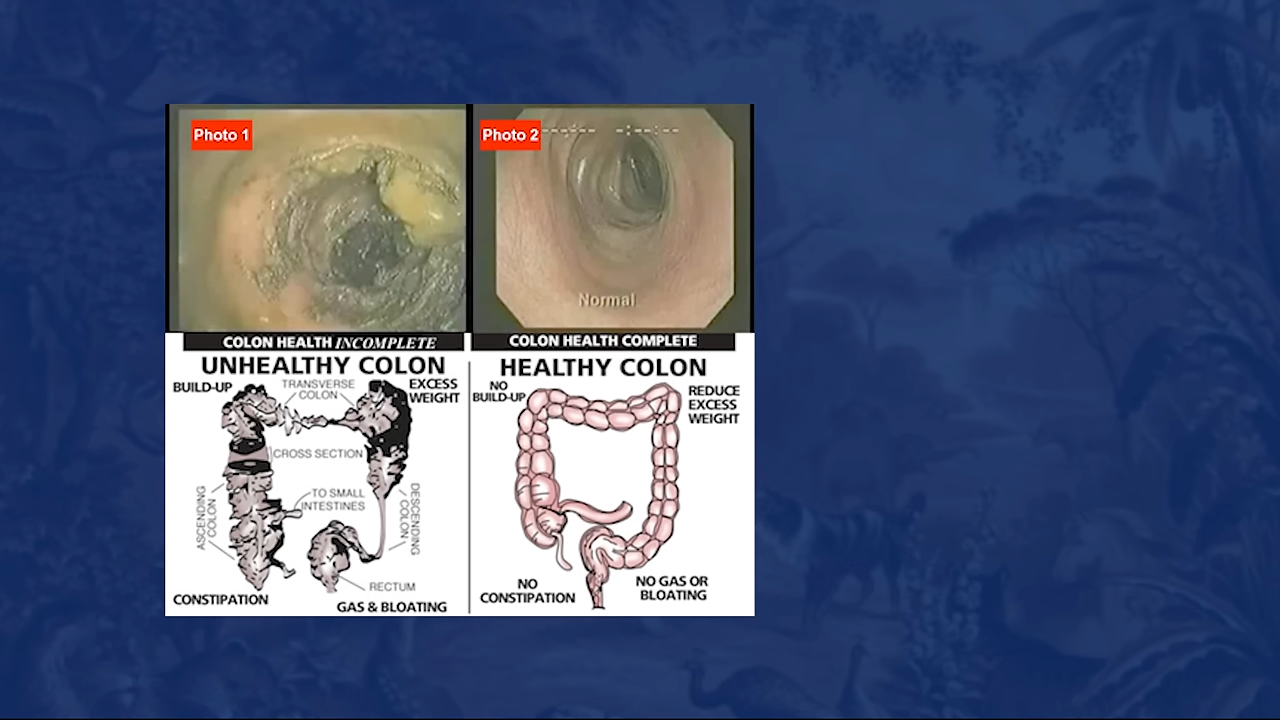 Photo 1
Photo 2
Normal
COLON HEALTH INCOMPLETE
COLON HEALTH COMPLETE
UNHEALTHY COLON
BUILD-UP
TRANSVERSE
COLON
EXCESS
WEIGHT
CROSS SECTION
TO SMALL
INTESTINES
ASCENDING
COLON
DESCENDING
COLON
RECTUM
CONSTIPATION
GAS & BLOATING
HEALTHY COLON
NO
BUILD-UP
REDUCE
EXCESS
WEIGHT
NO
CONSTIPATION
NO GAS OR
BLOATING